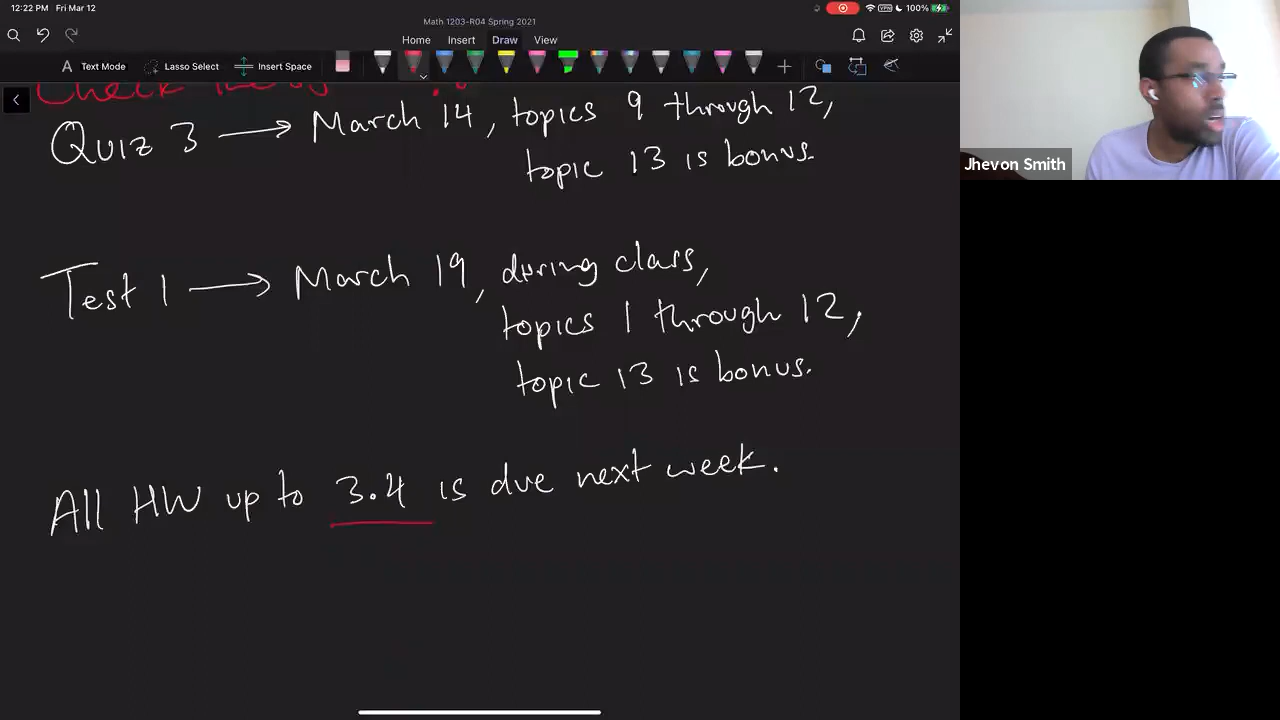 12:22 PM Fri Mar 12
100%
Math 1203-R04 Spring 2021
Home Insert Draw View
Text Mode Lasso Select Insert Space
Check
Quiz 3 → March 14, topics 9 through 12,
topic 13 is bonus.
Test 1 → March 19, during class,
topics 1 through 12,
topic 13 is bonus.
All HW up to 3.4 is due next week.
Jhevon Smith